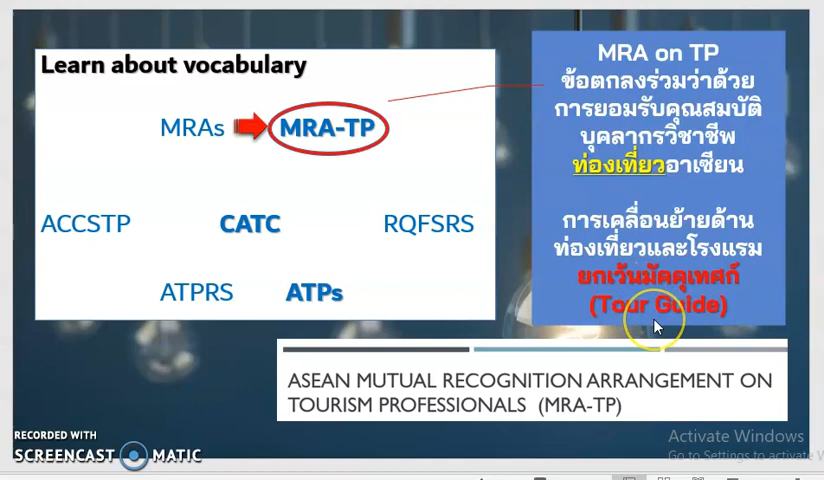 Learn about vocabulary
MRAs
MRA-TP
ACCSTP
CATC
RQFSRS
ATPRS
ATPs
MRA on TP
ข้อตกลงร่วมว่าด้วย
การยอมรับคุณสมบัติ
บุคลากรวิชาชีพ
ท่องเที่ยวอาเซียน
การเคลื่อนย้ายด้าน
ท่องเที่ยวและโรงแรม
ยกเว้นมัคคุเทศก์
(Tour Guide)
ASEAN MUTUAL RECOGNITION ARRANGEMENT ON
TOURISM PROFESSIONALS (MRA-TP)
RECORDED WITH
SCREENCAST MATIC
Activate Windows
Go to Settings to activate W